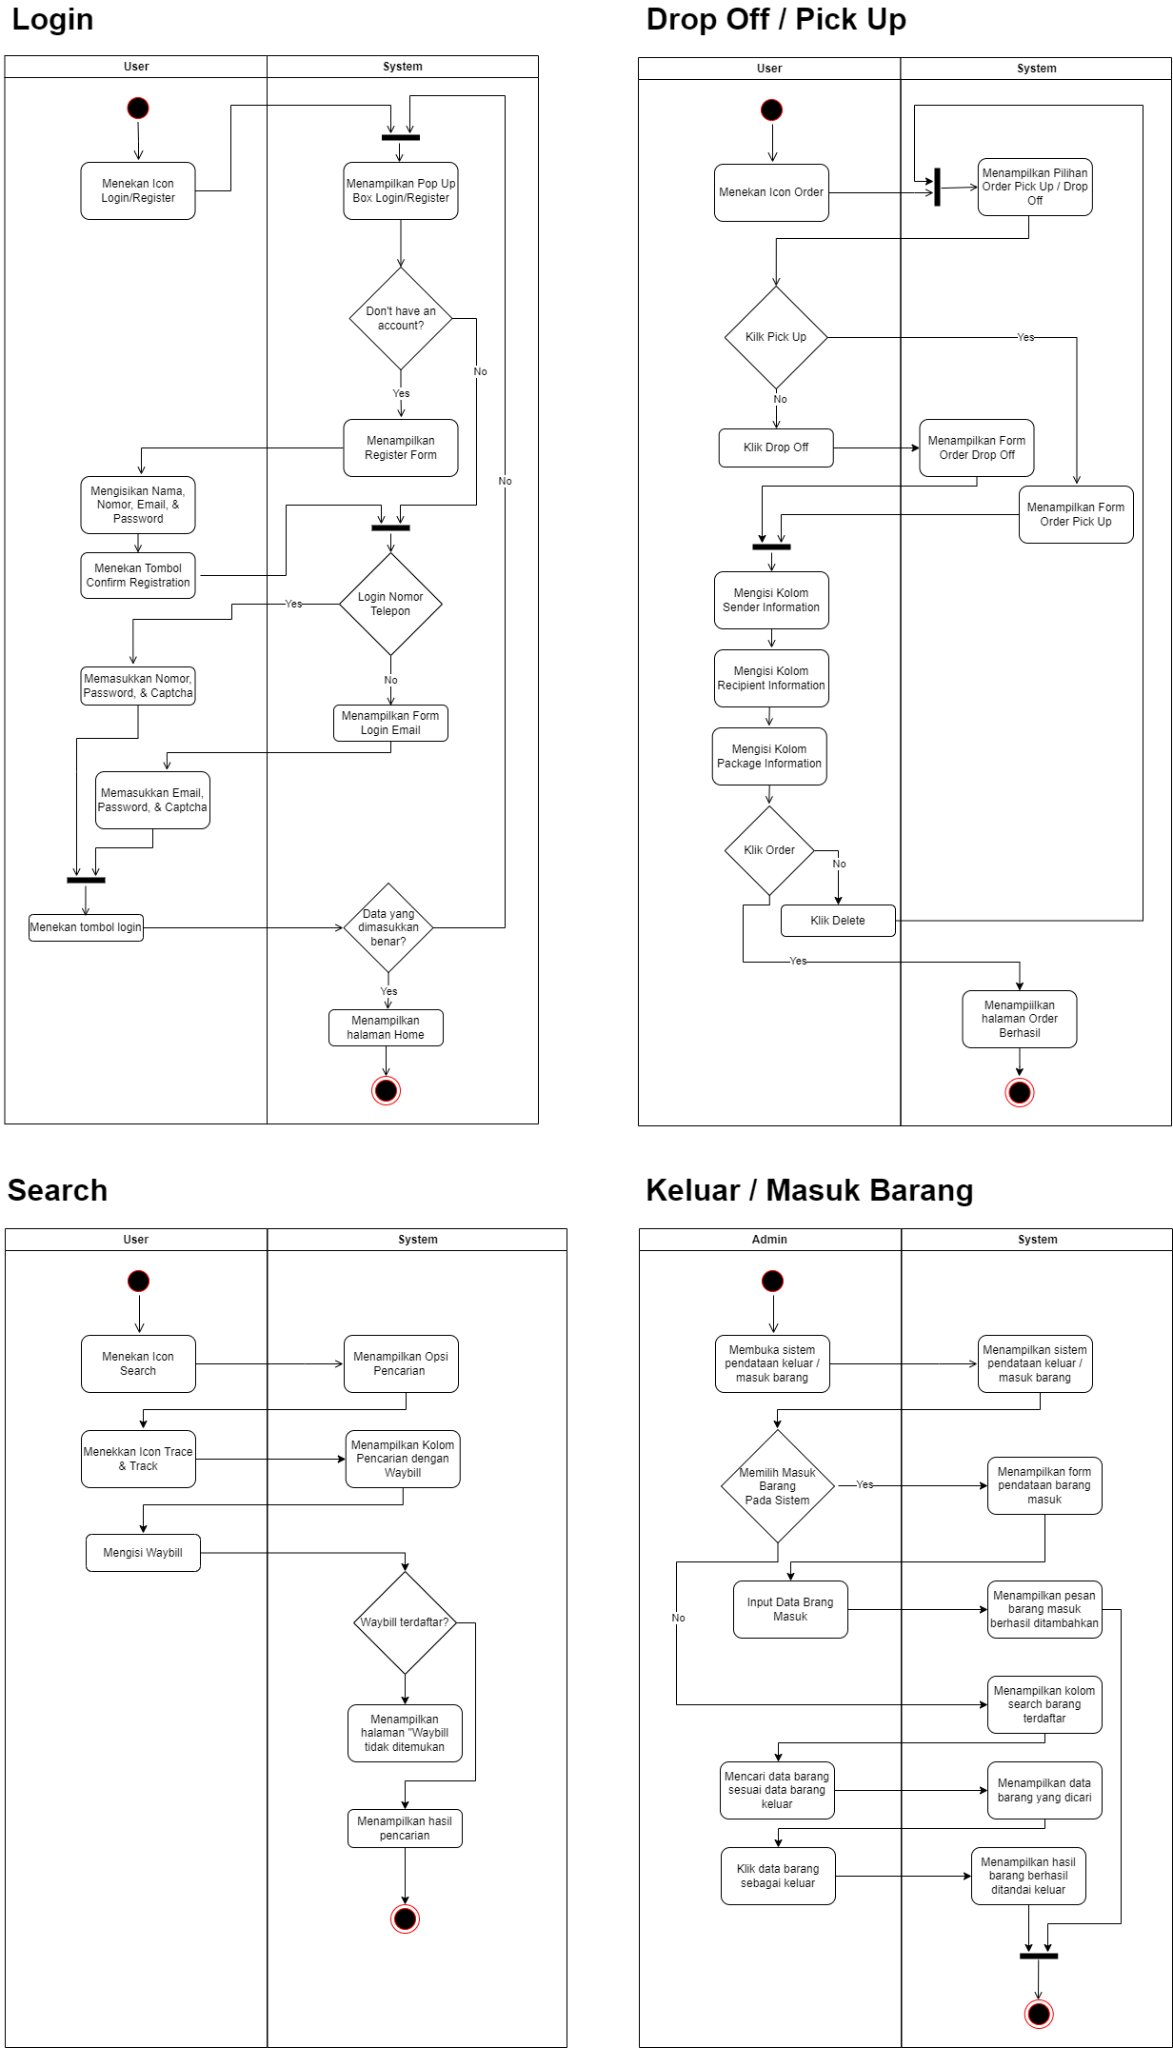 Login
User
System
Menekan Icon
Login/Register
Menampilkan Pop Up
Box Login/Register
Don't have an
account?
No
Yes
Menampilkan
Register Form
No
Mengisikan Nama,
Nomor, Email, &
Password
Menekan Tombol
Confirm Registration
Login Nomor
Telepon
Yes
No
Memasukkan Nomor,
Password, & Captcha
Menampilkan Form
Login Email
Memasukkan Email,
Password, & Captcha
Menekan tombol login
Data yang
dimasukkan
benar?
Yes
Menampilkan
halaman Home
Drop Off / Pick Up
User
System
Menekan Icon Order
Menampilkan Pilihan
Order Pick Up / Drop
Off
Kilk Pick Up
Yes
No
Klik Drop Off
Menampilkan Form
Order Drop Off
Menampilkan Form
Order Pick Up
Mengisi Kolom
Sender Information
Mengisi Kolom
Recipient Information
Mengisi Kolom
Package Information
Klik Order
No
Klik Delete
Yes
Menampiilkan
halaman Order
Berhasil
Search
User
System
Menekan Icon
Search
Menampilkan Opsi
Pencarian
Menekkan Icon Trace
& Track
Menampilkan Kolom
Pencarian dengan
Waybill
Mengisi Waybill
Waybill terdaftar?
Menampilkan
halaman "Waybill
tidak ditemukan
Menampilkan hasil
pencarian
Keluar / Masuk Barang
Admin
System
Membuka sistem
pendataan keluar /
masuk barang
Menampilkan sistem
pendataan keluar /
masuk barang
Memilih Masuk
Barang
Pada Sistem
Yes
Menampilkan form
pendataan barang
masuk
Input Data Brang
Masuk
Menampilkan pesan
barang masuk
berhasil ditambahkan
No
Menampilkan kolom
search barang
terdaftar
Mencari data barang
sesuai data barang
keluar
Menampilkan data
barang yang dicari
Klik data barang
sebagai keluar
Menampilkan hasil
barang berhasil
ditandai keluar